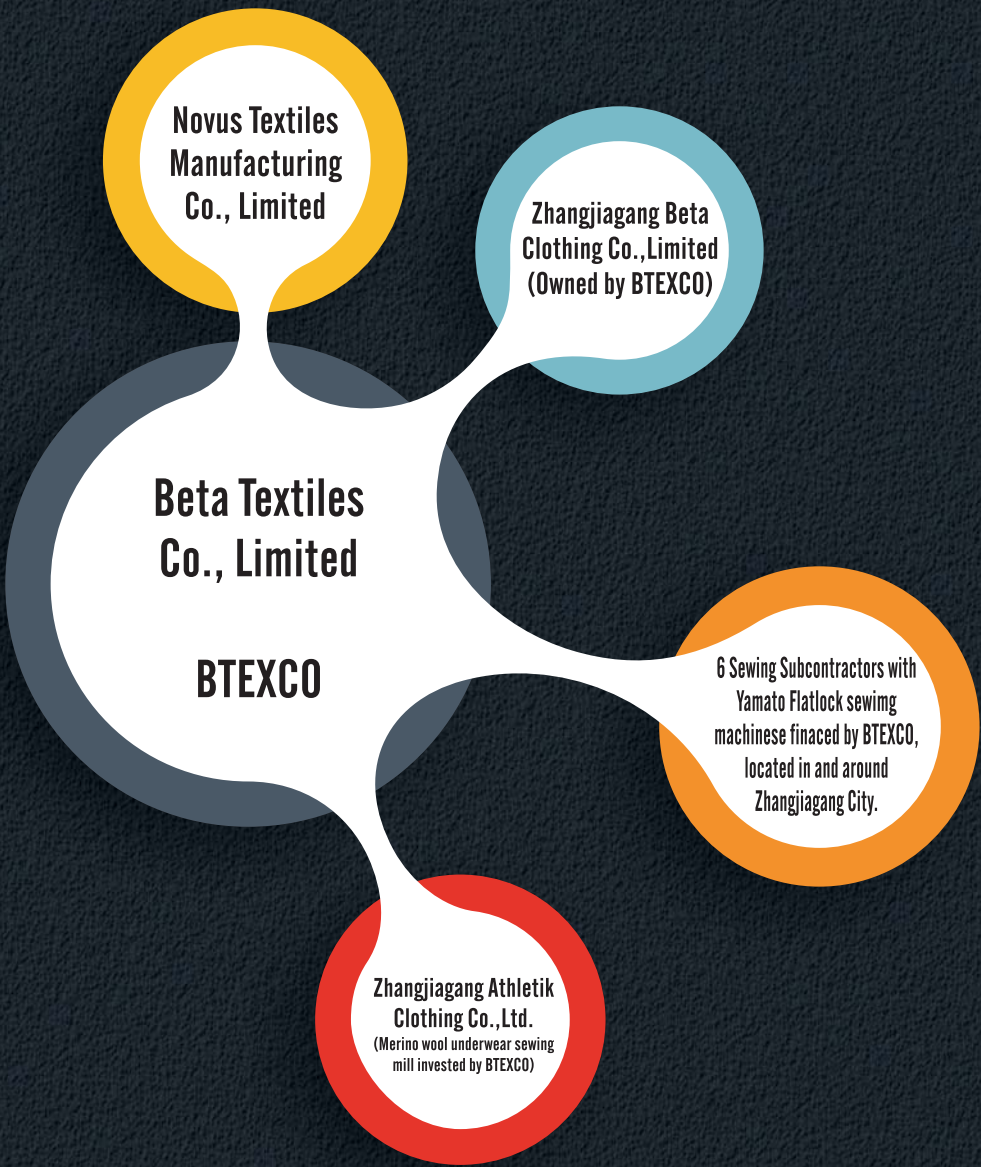 Novus Textiles
Manufacturing
Co., Limited
Zhangjiagang Beta
Clothing Co.,Limited
(Owned by BTEXCO)
Beta Textiles
Co., Limited
BTEXCO
6 Sewing Subcontractors with
Yamato Flatlock sewimg
machinese finaced by BTEXCO,
located in and around
Zhangjiagang City.
Zhangjiagang Athletik
Clothing Co.,Ltd.
(Merino wool underwear sewing
mill invested by BTEXCO)